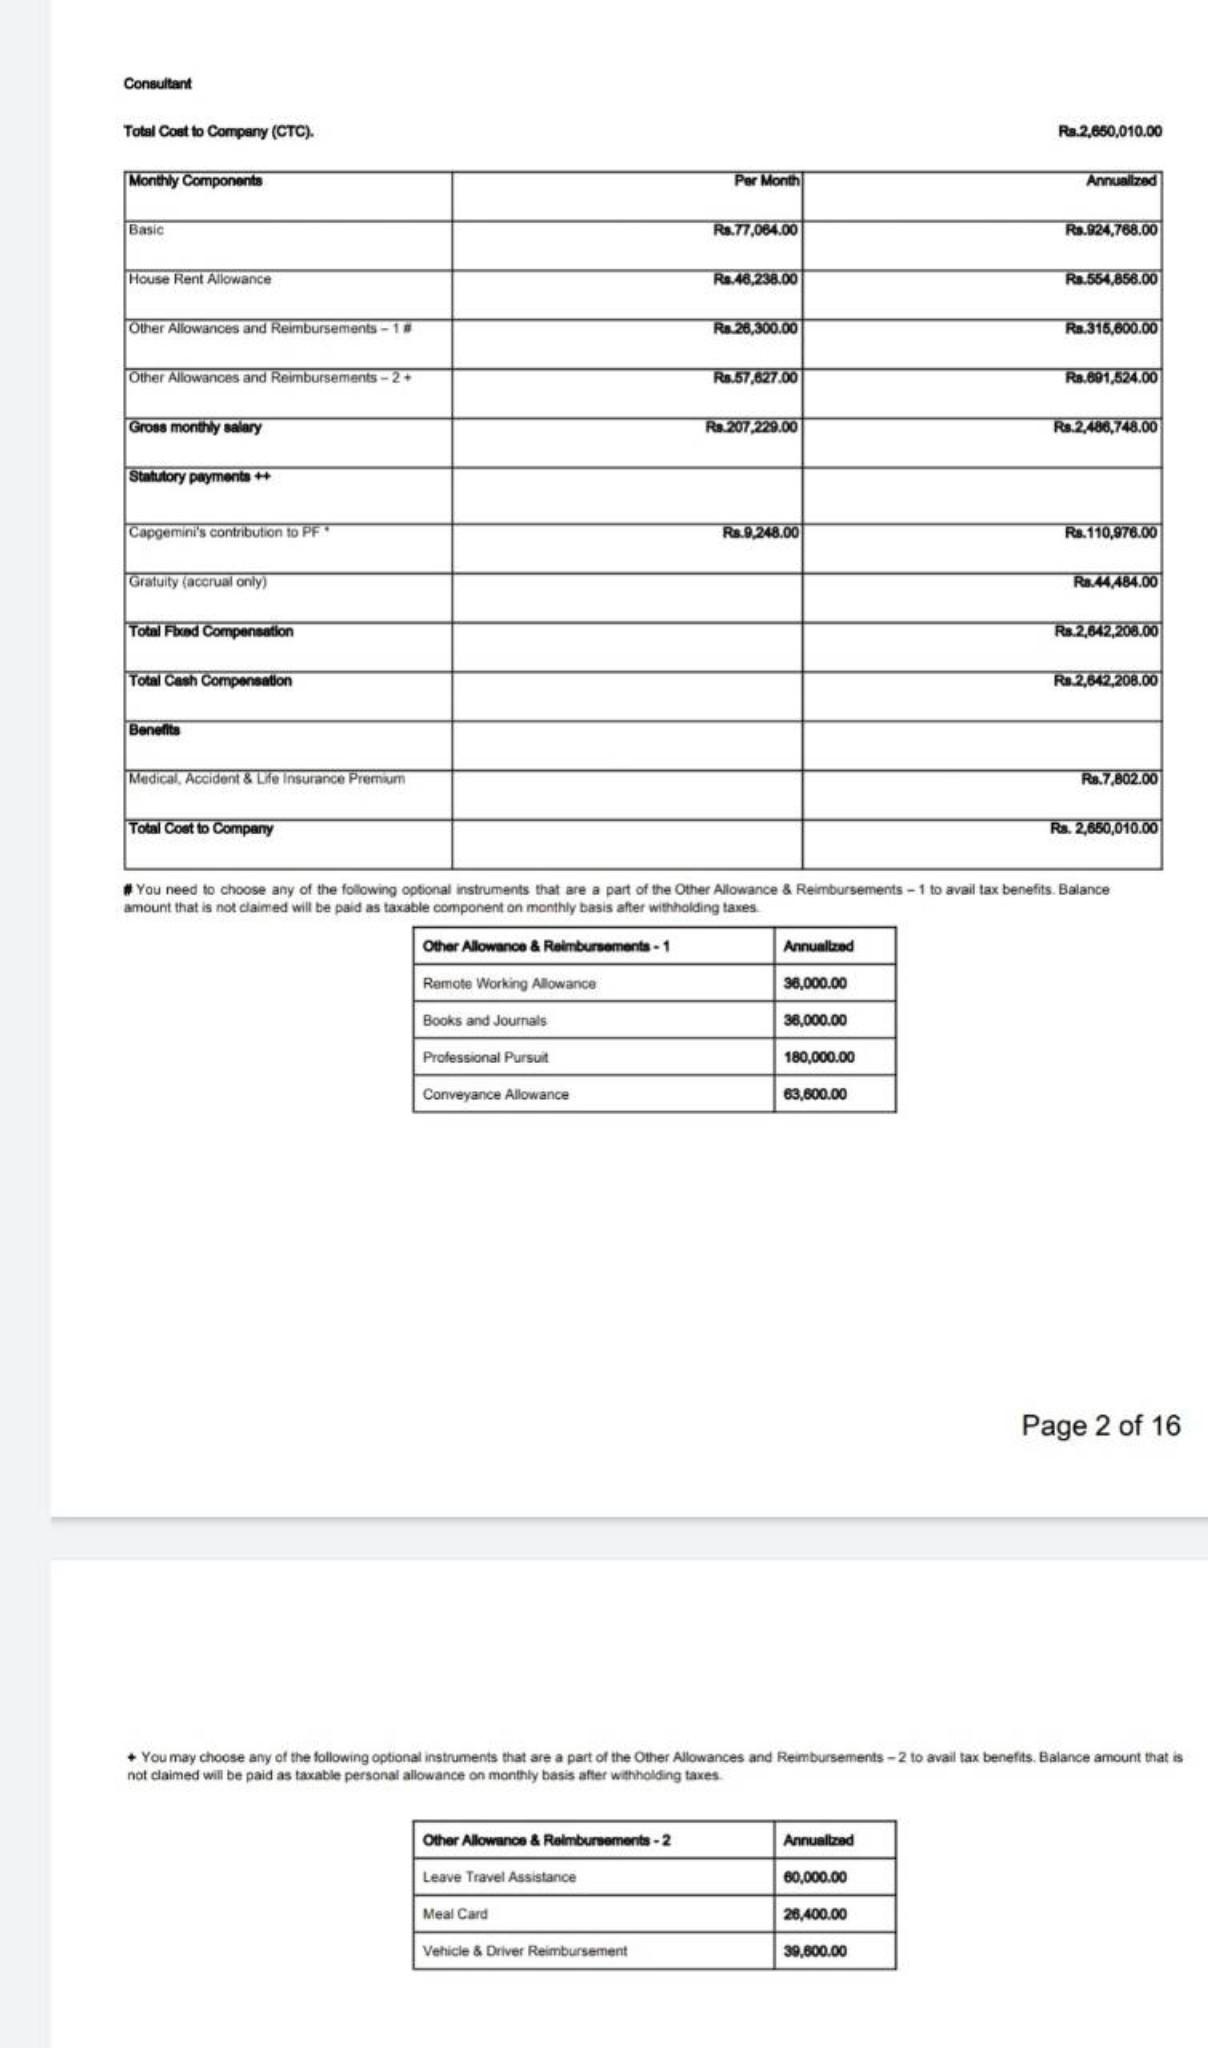 Consultant
Total Cost to Company (CTC). Rs.2,650,010.00
Monthly Components Per Month Annualized
Basic Rs.77,064.00 Rs.924,768.00
House Rent Allowance Rs.46,238.00 Rs.554,856.00
Other Allowances and Reimbursements – 1 # Rs.26,300.00 Rs.315,600.00
Other Allowances and Reimbursements – 2 + Rs.57,627.00 Rs.691,524.00
Gross monthly salary Rs.207,229.00 Rs.2,486,748.00
Statutory payments ++
Capgemini's contribution to PF * Rs.9,248.00 Rs.110,976.00
Gratuity (accrual only) Rs.44,484.00
Total Fixed Compensation Rs.2,642,208.00
Total Cash Compensation Rs.2,642,208.00
Benefits
Medical, Accident & Life Insurance Premium Rs.7,802.00
Total Cost to Company Rs. 2,650,010.00
# You need to choose any of the following optional instruments that are a part of the Other Allowance & Reimbursements – 1 to avail tax benefits. Balance
amount that is not claimed will be paid as taxable component on monthly basis after withholding taxes.
Other Allowance & Reimbursements - 1 Annualized
Remote Working Allowance 36,000.00
Books and Journals 36,000.00
Professional Pursuit 180,000.00
Conveyance Allowance 63,600.00
Page 2 of 16
+ You may choose any of the following optional instruments that are a part of the Other Allowances and Reimbursements – 2 to avail tax benefits. Balance amount that is
not claimed will be paid as taxable personal allowance on monthly basis after withholding taxes.
Other Allowance & Reimbursements - 2 Annualized
Leave Travel Assistance 60,000.00
Meal Card 26,400.00
Vehicle & Driver Reimbursement 39,600.00